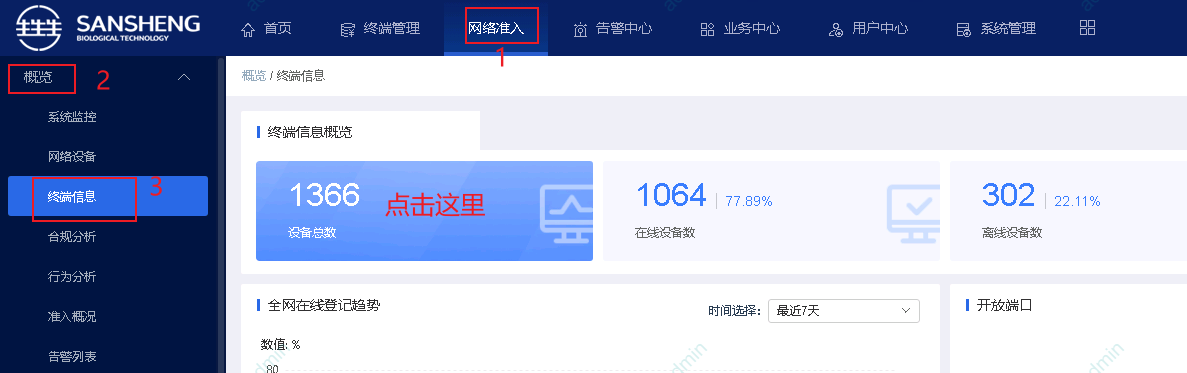 SANSHENG
BIOLOGICAL TECHNOLOGY
首页
终端管理
网络准入
告警中心
业务中心
用户中心
系统管理
1
概览
2
概览 / 终端信息
系统监控
网络设备
终端信息
3
合规分析
行为分析
准入概况
告警列表
终端信息概览
1366
设备总数
点击这里
1064
77.89%
在线设备数
302
22.11%
离线设备数
全网在线登记趋势
时间选择:
最近7天
开放端口
数值: %
80
admin
admin